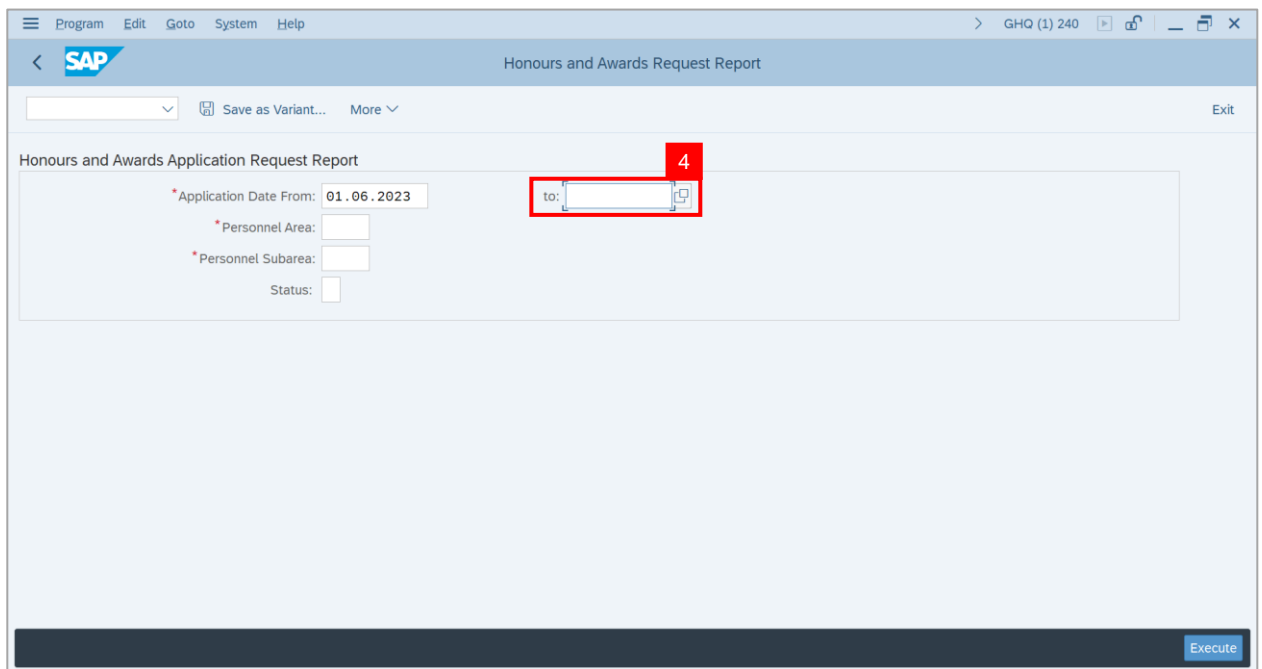 Program Edit Goto System Help GHQ (1) 240
SAP Honours and Awards Request Report
Save as Variant... More Exit
Honours and Awards Application Request Report
4
*Application Date From: 01.06.2023 to:
*Personnel Area:
*Personnel Subarea:
Status:
Execute